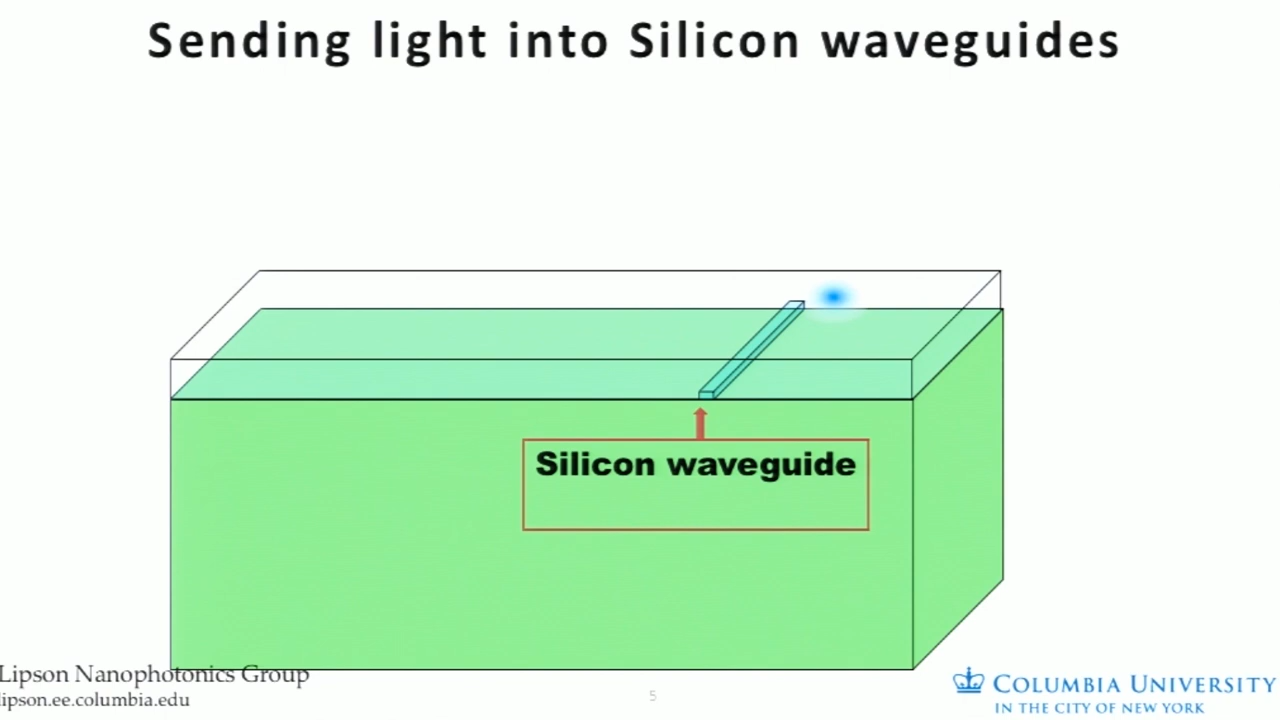 Sending light into Silicon waveguides
Silicon waveguide
Lipson Nanophotonics Group
lipson.ee.columbia.edu
5
COLUMBIA UNIVERSITY
IN THE CITY OF NEW YORK